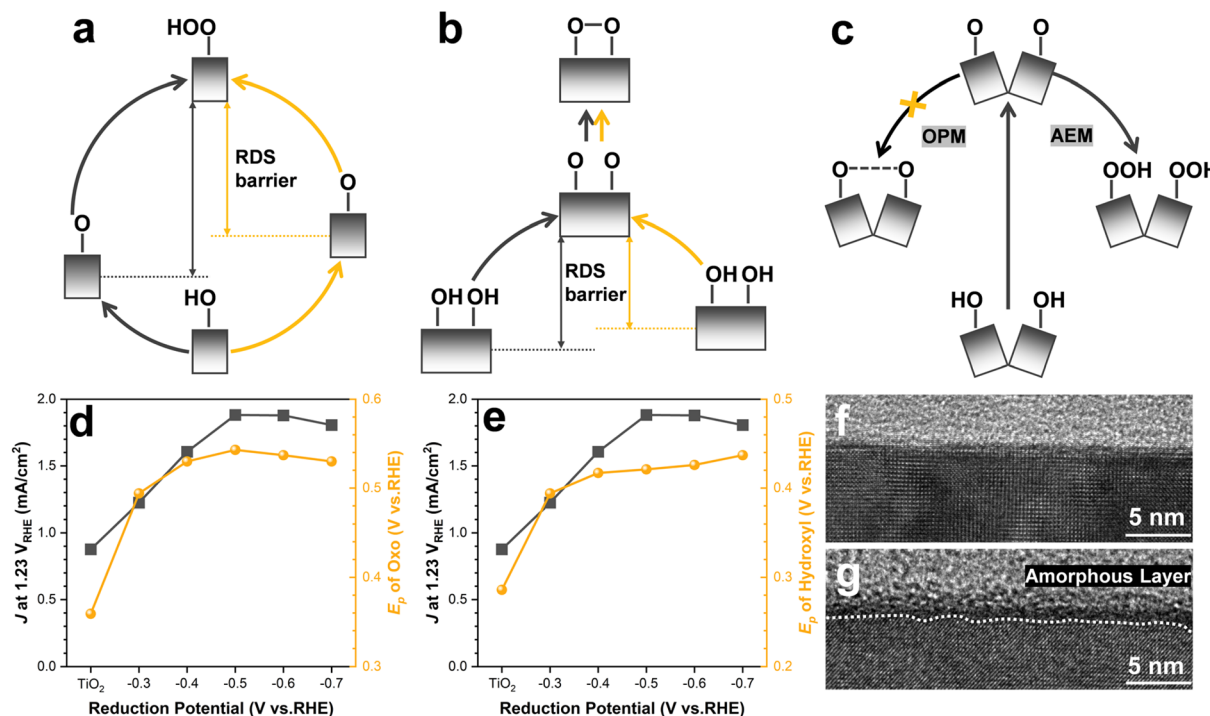 a
HOO
RDS
barrier
O
O
HO
b
O—O
O O
RDS
barrier
OH OH
OH OH
c
O O
OPM
AEM
O-----O
OOH OOH
HO OH
d
2.0
1.5
1.0
0.5
0.0
J at 1.23 V_RHE (mA/cm²)
0.6
0.5
0.4
0.3
E_p of Oxo (V vs.RHE)
TiO₂ -0.3 -0.4 -0.5 -0.6 -0.7
Reduction Potential (V vs.RHE)
e
2.0
1.5
1.0
0.5
0.0
J at 1.23 V_RHE (mA/cm²)
0.5
0.4
0.3
0.2
E_p of Hydroxyl (V vs.RHE)
TiO₂ -0.3 -0.4 -0.5 -0.6 -0.7
Reduction Potential (V vs.RHE)
f
5 nm
g
Amorphous Layer
5 nm